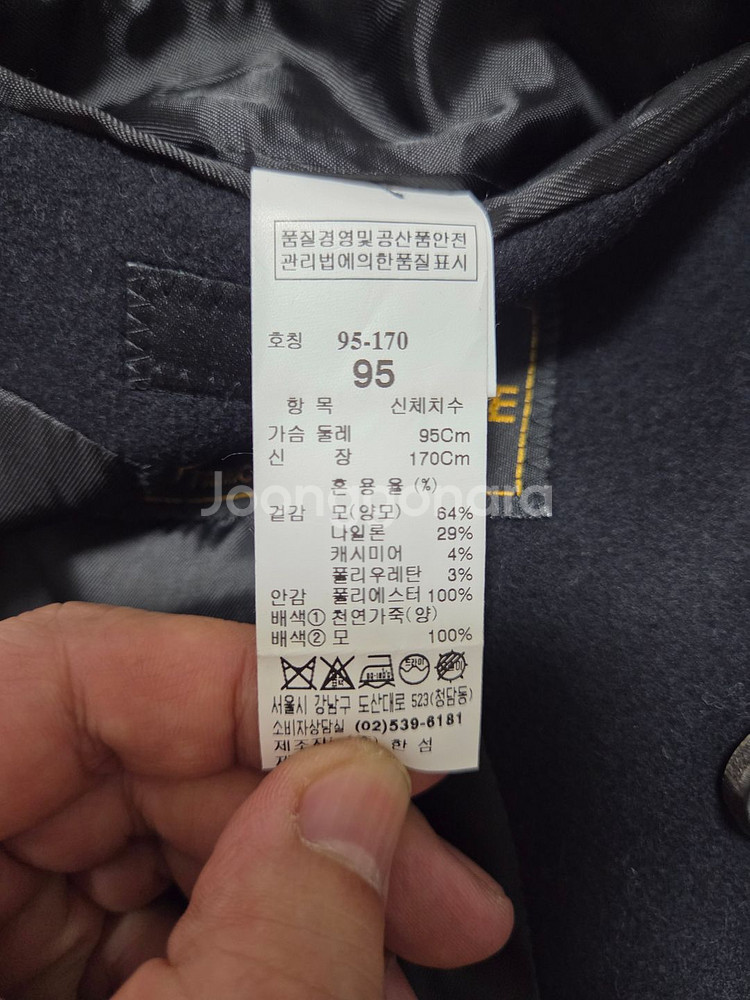 품질경영및공산품안전
관리법에의한품질표시
호칭 95-170
95
항 목 신체치수
가슴 둘레 95Cm
신 장 170Cm
혼 용 율 (%)
겉감 모(양모) 64%
나일론 29%
캐시미어 4%
폴리우레탄 3%
안감 폴리에스터 100%
배색① 천연가죽(양)
배색② 모 100%
서울시 강남구 도산대로 523(청담동)
소비자상담실 (02)539-6181
한 섬
E
Joonggonara